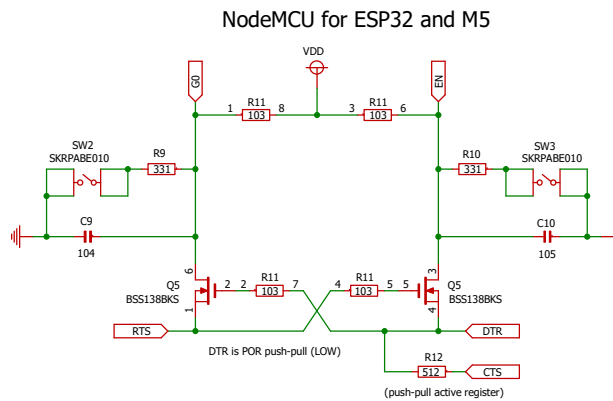 NodeMCU for ESP32 and M5
VDD
G0
EN
R11
R11
1
103
8
3
103
6
SW2
SKRPABE010
R9
331
R10
331
SW3
SKRPABE010
C9
104
C10
105
6
3
Q5
BSS138BKS
2
2
R11
103
7
4
R11
103
5
5
Q5
BSS138BKS
1
4
RTS
DTR
DTR is POR push-pull (LOW)
R12
512
CTS
(push-pull active register)